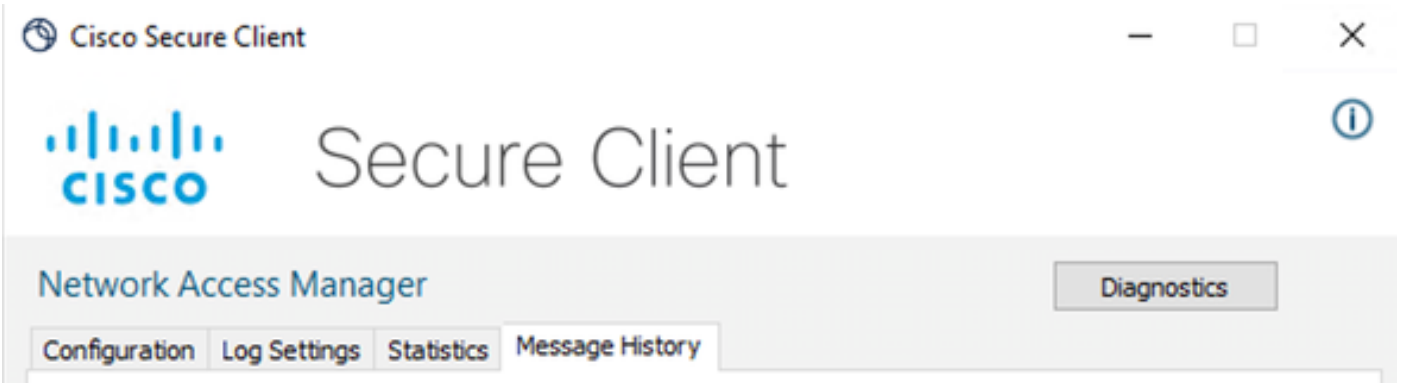 Cisco Secure Client
CISCO
Secure Client
Network Access Manager
Diagnostics
Configuration Log Settings Statistics Message History